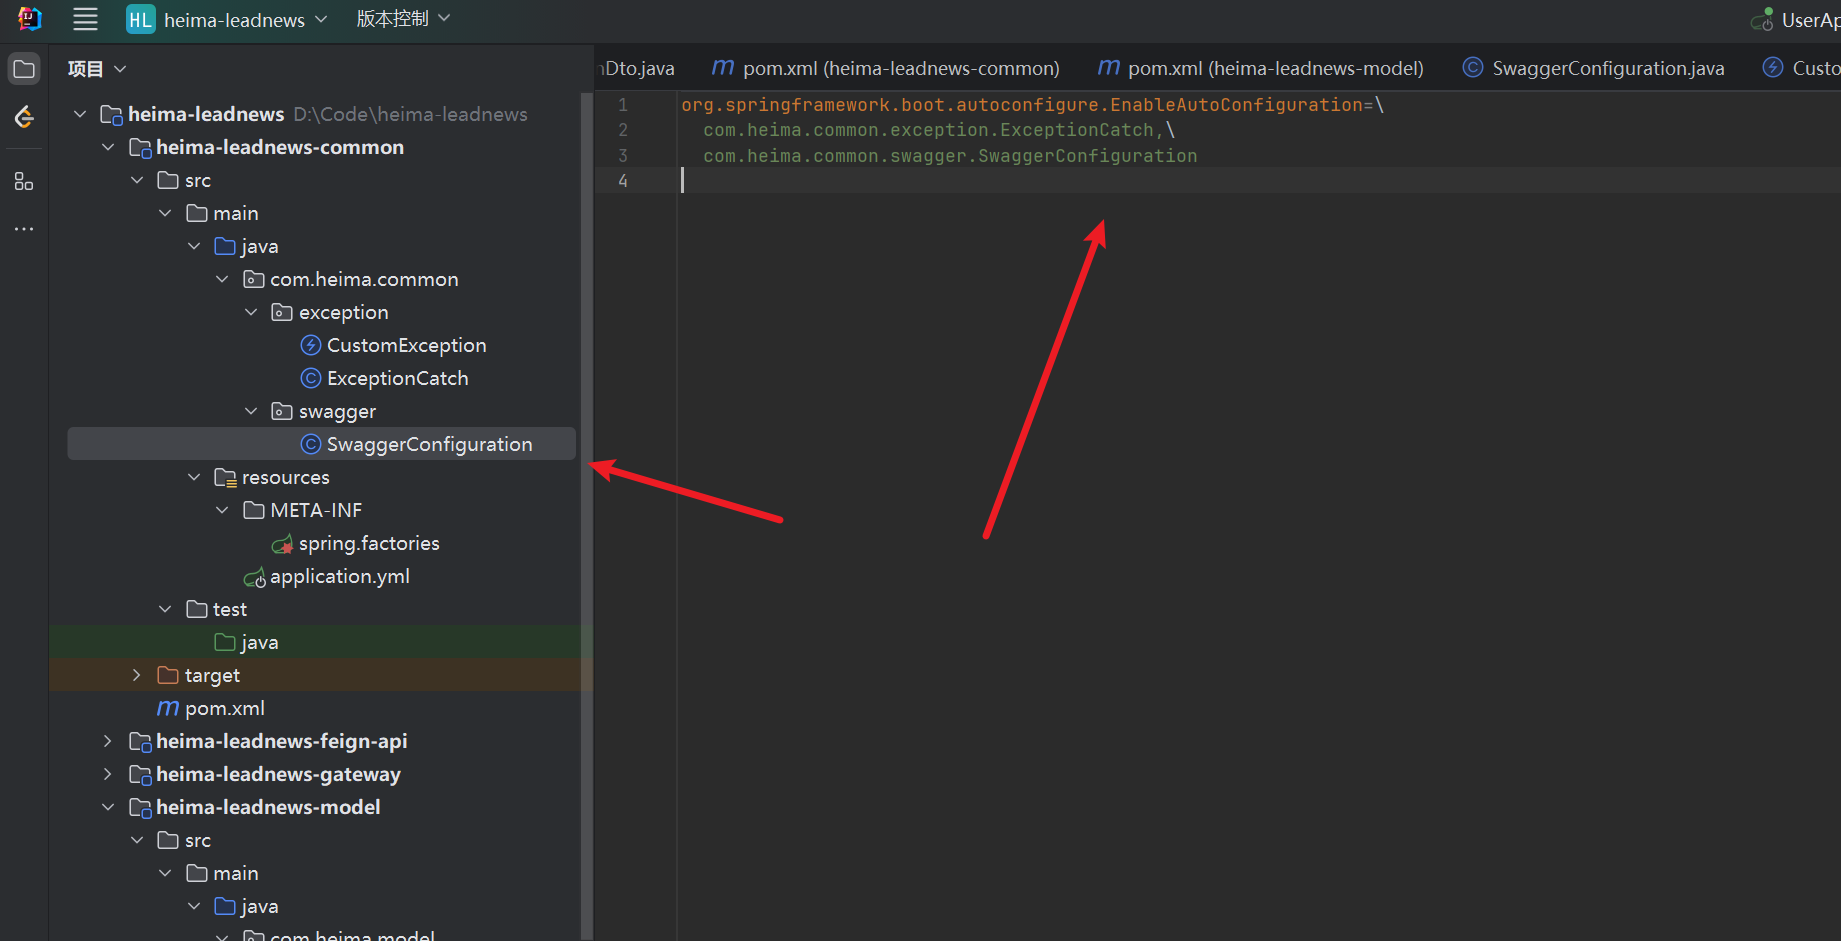 HL heima-leadnews 版本控制
项目
heima-leadnews D:\Code\heima-leadnews
heima-leadnews-common
src
main
java
com.heima.common
exception
CustomException
ExceptionCatch
swagger
SwaggerConfiguration
resources
META-INF
spring.factories
application.yml
test
java
target
m pom.xml
heima-leadnews-feign-api
heima-leadnews-gateway
heima-leadnews-model
src
main
java
com.heima.model
Dto.java m pom.xml (heima-leadnews-common) m pom.xml (heima-leadnews-model) SwaggerConfiguration.java
1 org.springframework.boot.autoconfigure.EnableAutoConfiguration=\
2 com.heima.common.exception.ExceptionCatch,\
3 com.heima.common.swagger.SwaggerConfiguration
4